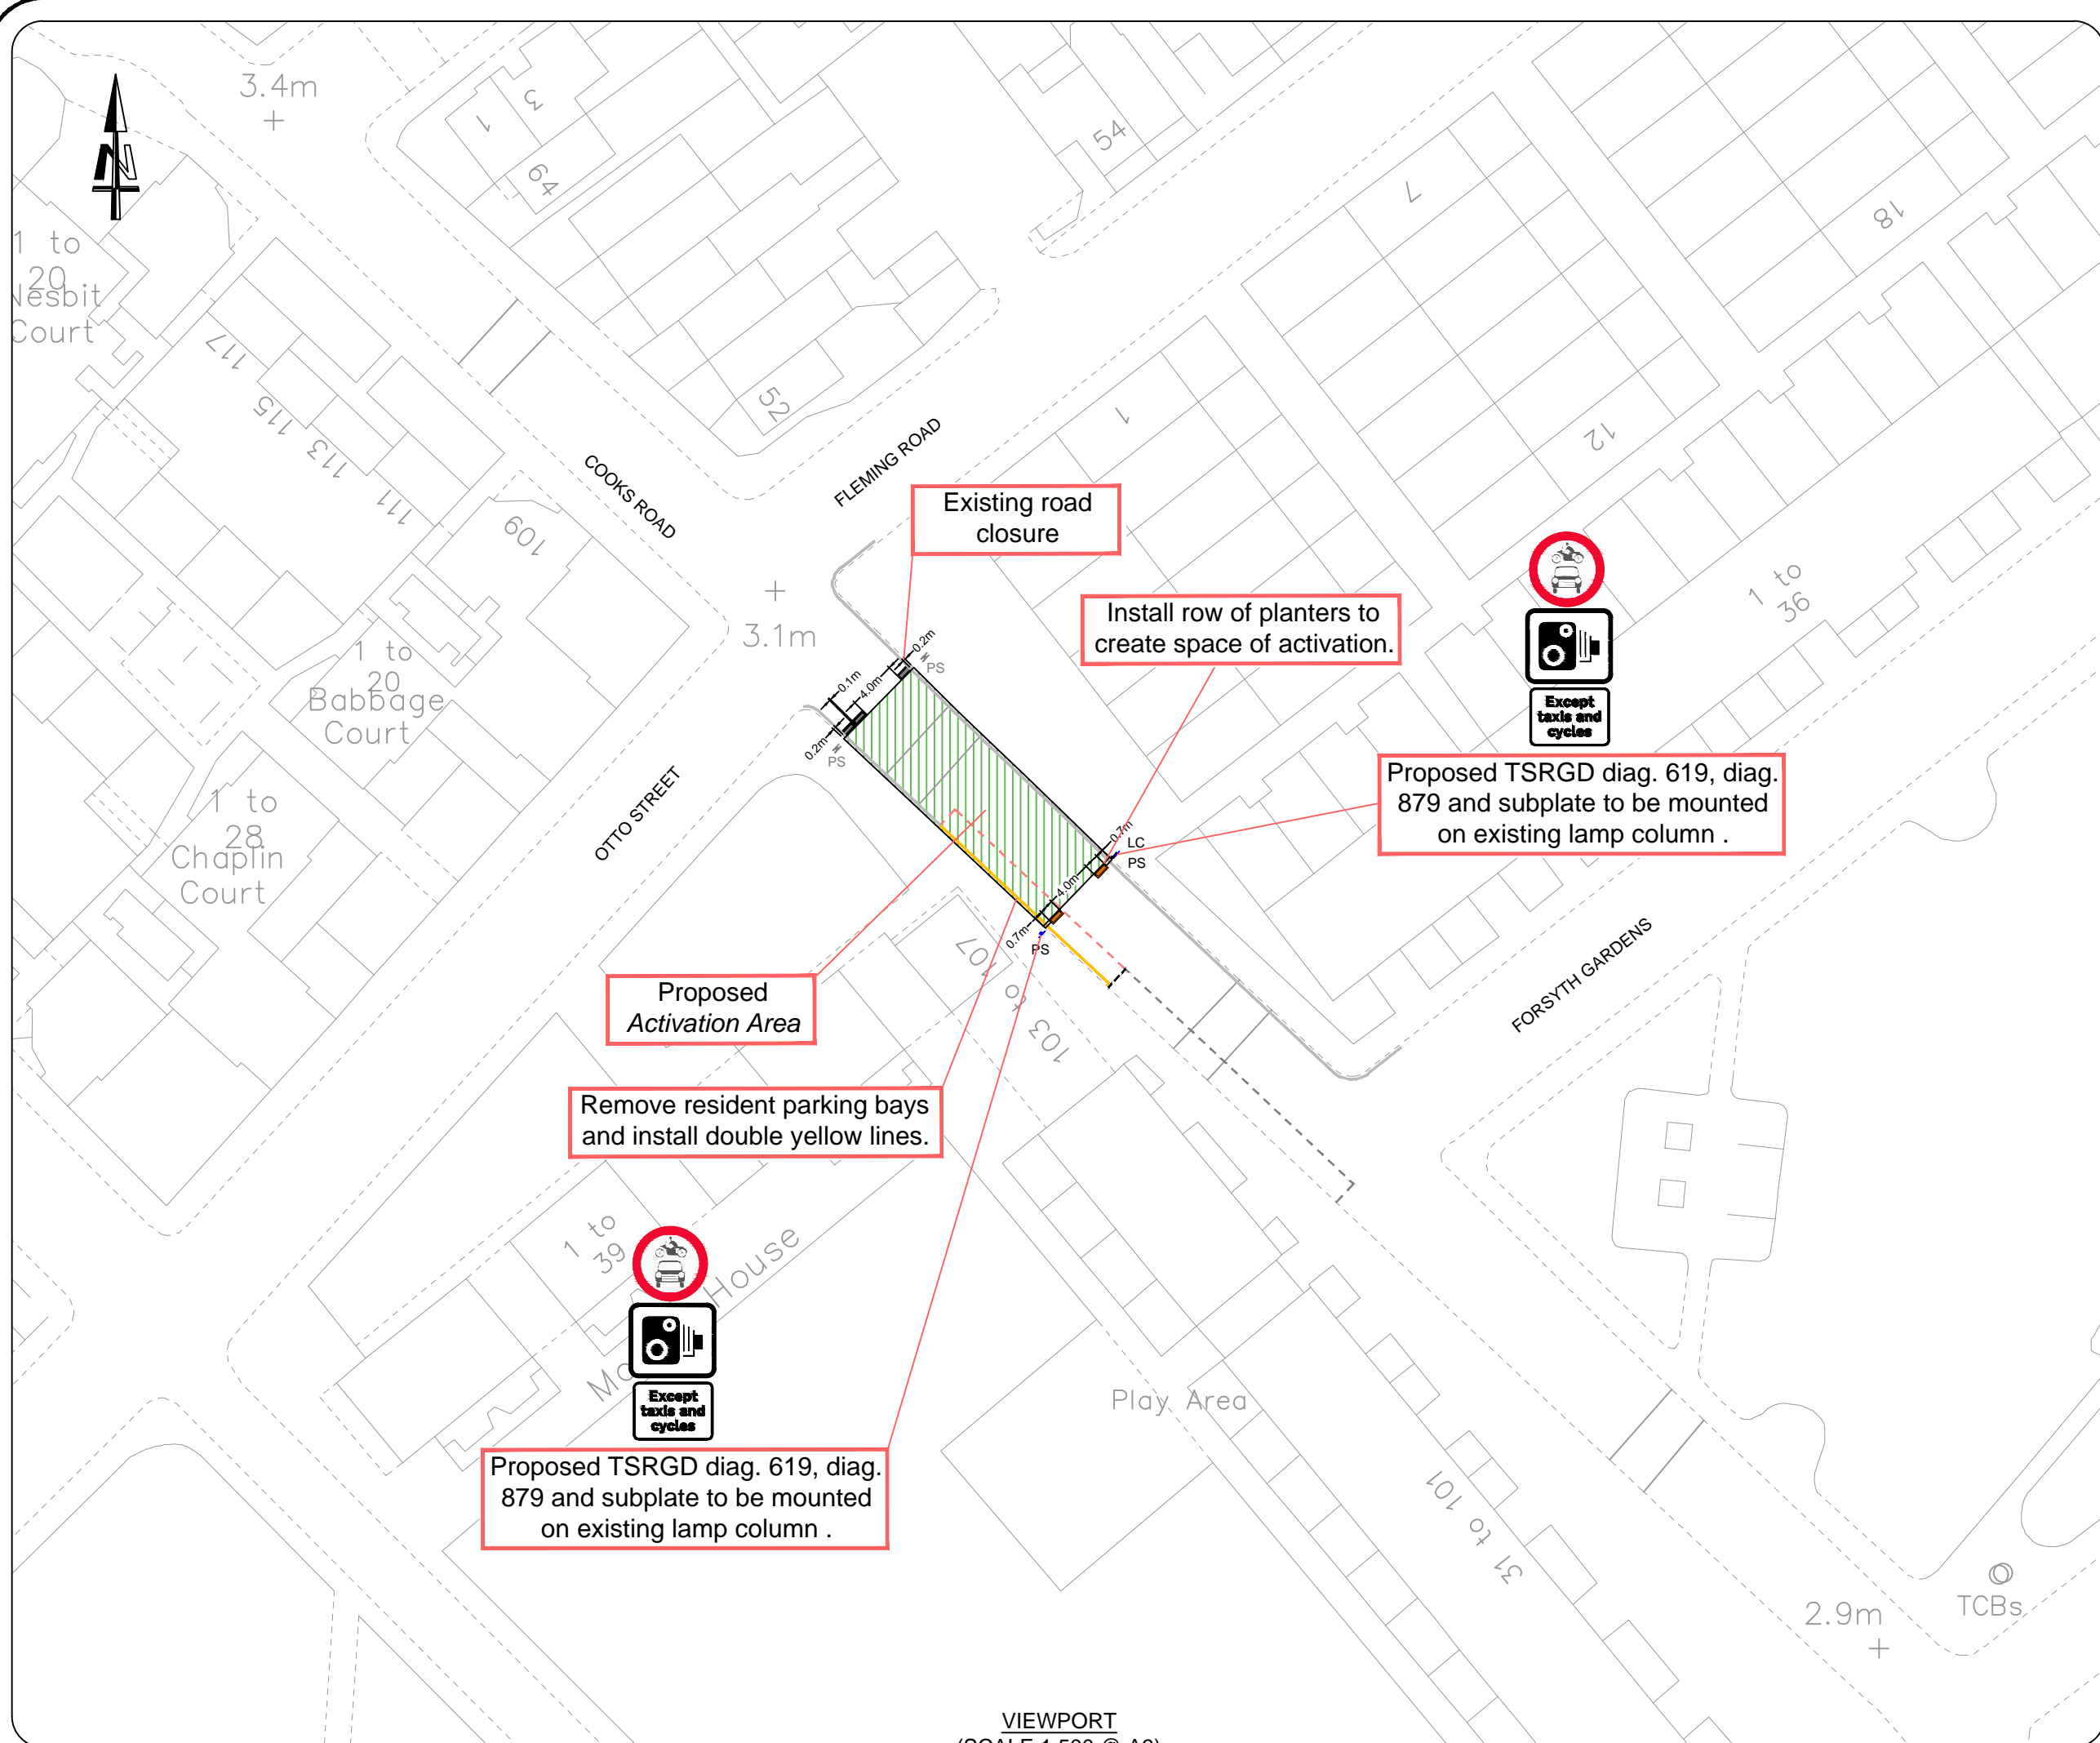 3.4m
N
1
3
64
54
7
18
1 to
20
Nesbit
Court
117
115
113
111
109
52
1
12
COOKS ROAD
FLEMING ROAD
Existing road
closure
Install row of planters to
create space of activation.
Except
taxis and
cycles
1 to
36
3.1m
0.2m
PS
0.1m
4.0m
0.2m
PS
1 to
20
Babbage
Court
Proposed TSRGD diag. 619, diag.
879 and subplate to be mounted
on existing lamp column .
1 to
28
Chaplin
Court
OTTO STREET
0.7m
LC
PS
4.0m
0.7m
PS
103 to 107
FORSYTH GARDENS
Proposed
Activation Area
Remove resident parking bays
and install double yellow lines.
1 to
39
House
Except
taxis and
cycles
Play Area
Proposed TSRGD diag. 619, diag.
879 and subplate to be mounted
on existing lamp column .
31 to 101
2.9m
TCBs
VIEWPORT
(SCALE 1:500 @ A3)